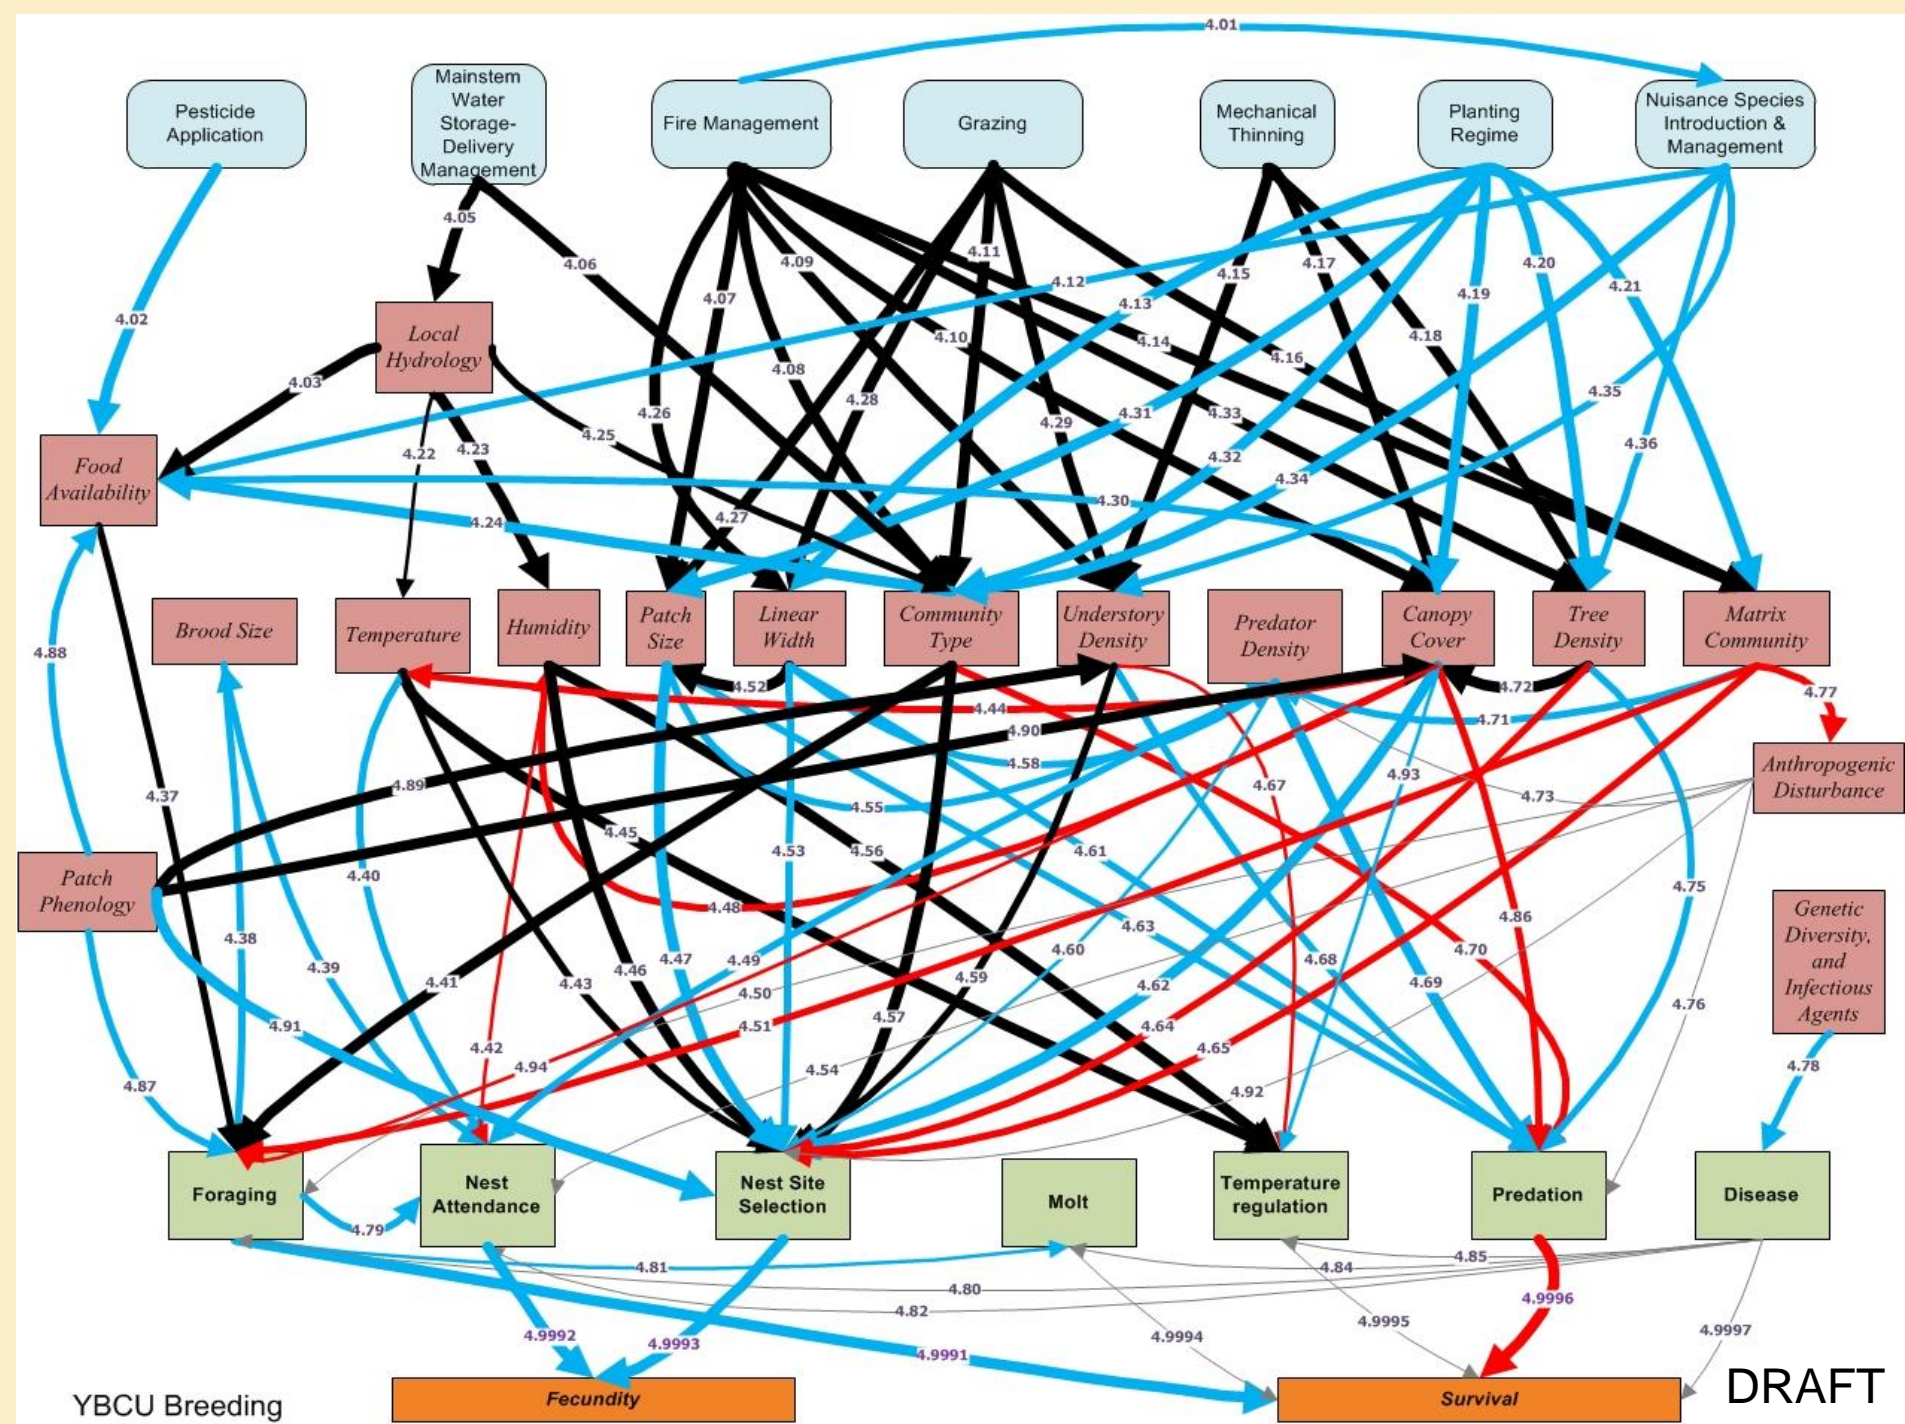 4.01
Pesticide
Application
Mainstem
Water
Storage-
Delivery
Management
Fire Management
Grazing
Mechanical
Thinning
Planting
Regime
Nuisance Species
Introduction &
Management
4.05
4.06
4.09
4.11
4.12
4.15
4.17
4.20
4.21
4.02
4.07
4.13
4.19
Local
Hydrology
4.10
4.14
4.16
4.18
4.03
4.08
4.28
4.26
4.25
4.29
4.31
4.33
4.35
4.22
4.23
4.32
4.34
4.36
Food
Availability
4.24
4.27
4.30
Brood Size
Temperature
Humidity
Patch
Size
Linear
Width
Community
Type
Understory
Density
Predator
Density
Canopy
Cover
Tree
Density
Matrix
Community
4.88
4.52
4.72
4.77
4.44
4.71
4.90
4.58
4.89
4.37
4.55
4.67
4.93
4.73
Anthropogenic
Disturbance
4.45
4.53
4.56
4.61
Patch
Phenology
4.40
4.48
4.75
4.86
4.38
4.39
4.63
4.60
4.70
Genetic
Diversity,
and
Infectious
Agents
4.41
4.43
4.46
4.47
4.49
4.50
4.59
4.62
4.68
4.69
4.91
4.51
4.57
4.64
4.76
4.42
4.94
4.54
4.65
4.92
4.87
4.78
Foraging
Nest
Attendance
Nest Site
Selection
Molt
Temperature
regulation
Predation
Disease
4.79
4.81
4.80
4.82
4.84
4.85
4.9992
4.9993
4.9991
4.9994
4.9995
4.9996
4.9997
Fecundity
Survival
YBCU Breeding
DRAFT